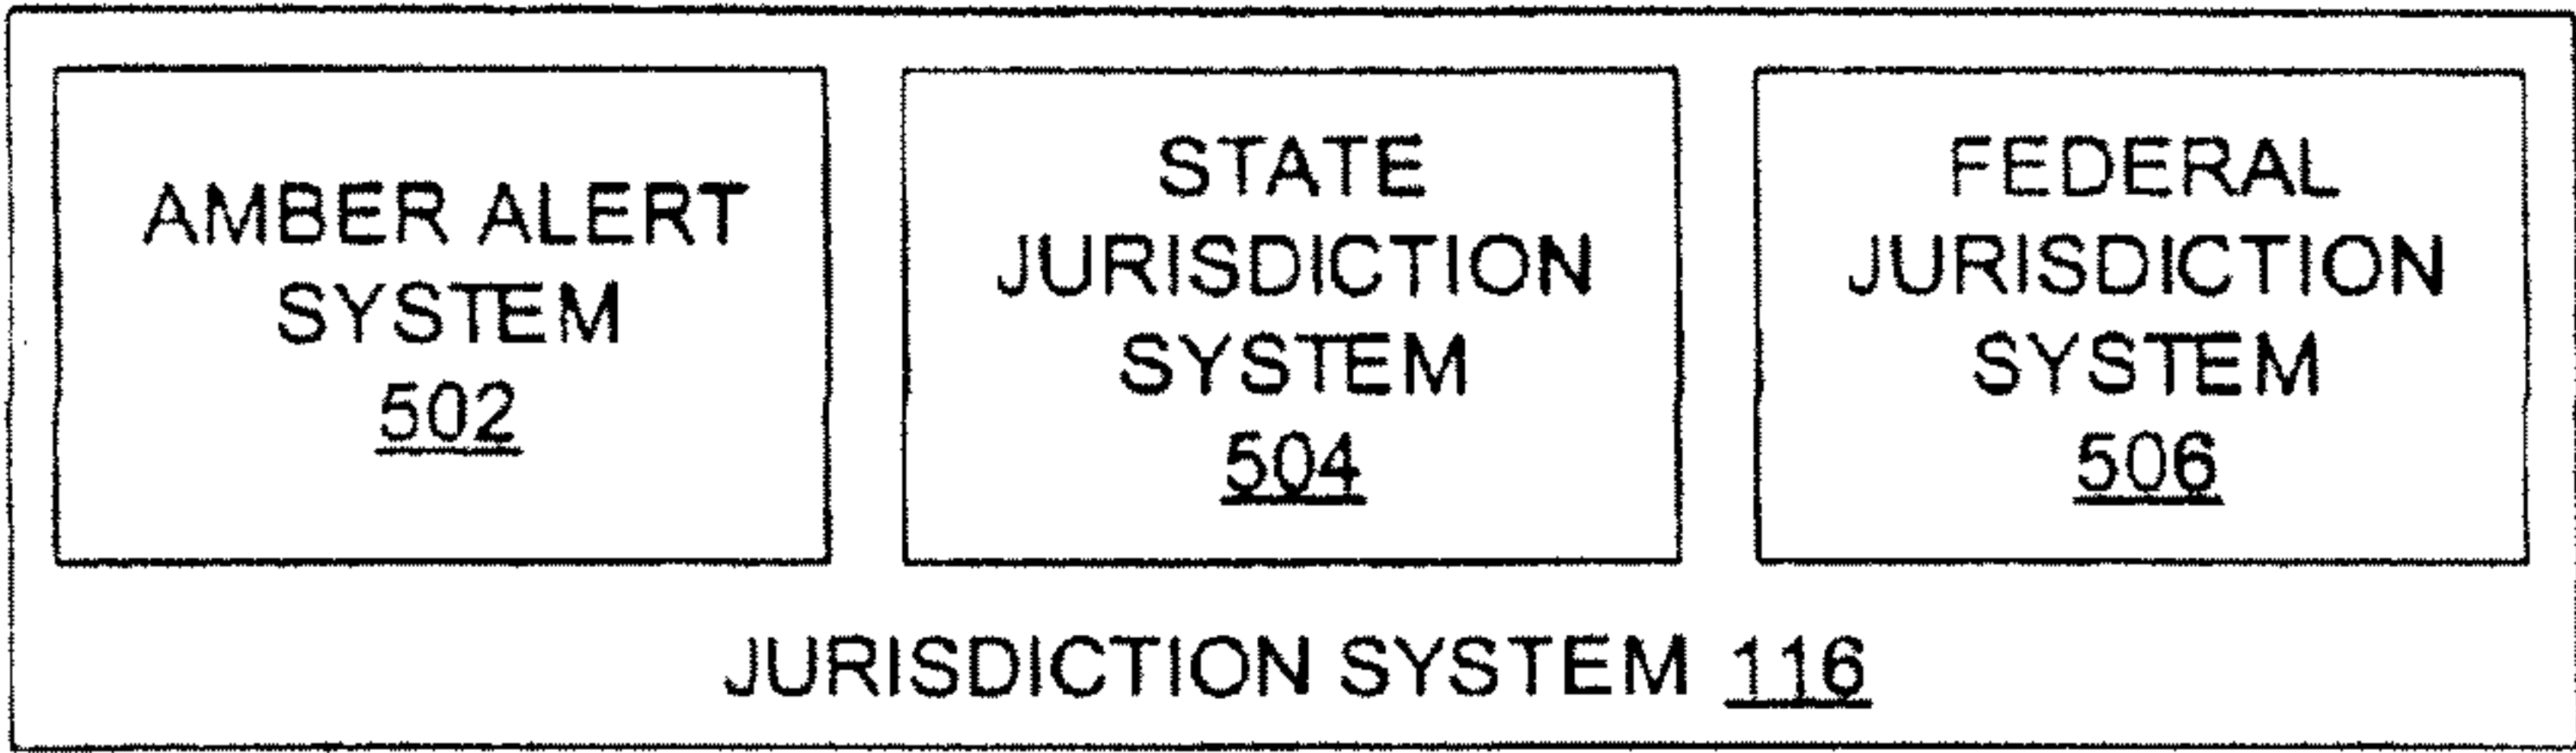 AMBER ALERT
SYSTEM
502
STATE
JURISDICTION
SYSTEM
504
FEDERAL
JURISDICTION
SYSTEM
506
JURISDICTION SYSTEM 116